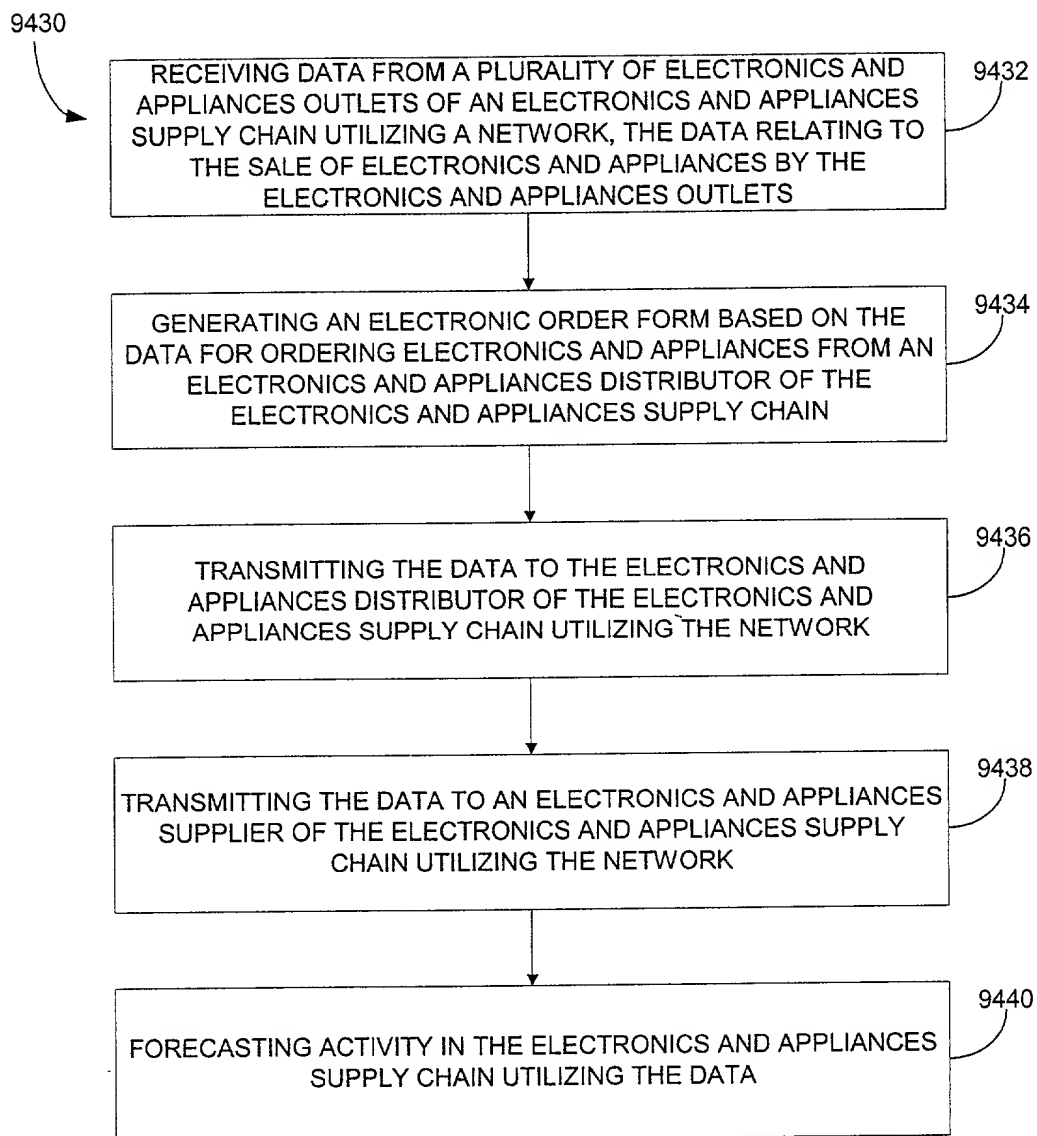 9430
RECEIVING DATA FROM A PLURALITY OF ELECTRONICS AND
APPLIANCES OUTLETS OF AN ELECTRONICS AND APPLIANCES
SUPPLY CHAIN UTILIZING A NETWORK, THE DATA RELATING TO
THE SALE OF ELECTRONICS AND APPLIANCES BY THE
ELECTRONICS AND APPLIANCES OUTLETS
9432
GENERATING AN ELECTRONIC ORDER FORM BASED ON THE
DATA FOR ORDERING ELECTRONICS AND APPLIANCES FROM AN
ELECTRONICS AND APPLIANCES DISTRIBUTOR OF THE
ELECTRONICS AND APPLIANCES SUPPLY CHAIN
9434
TRANSMITTING THE DATA TO THE ELECTRONICS AND
APPLIANCES DISTRIBUTOR OF THE ELECTRONICS AND
APPLIANCES SUPPLY CHAIN UTILIZING THE NETWORK
9436
TRANSMITTING THE DATA TO AN ELECTRONICS AND APPLIANCES
SUPPLIER OF THE ELECTRONICS AND APPLIANCES SUPPLY
CHAIN UTILIZING THE NETWORK
9438
FORECASTING ACTIVITY IN THE ELECTRONICS AND APPLIANCES
SUPPLY CHAIN UTILIZING THE DATA
9440